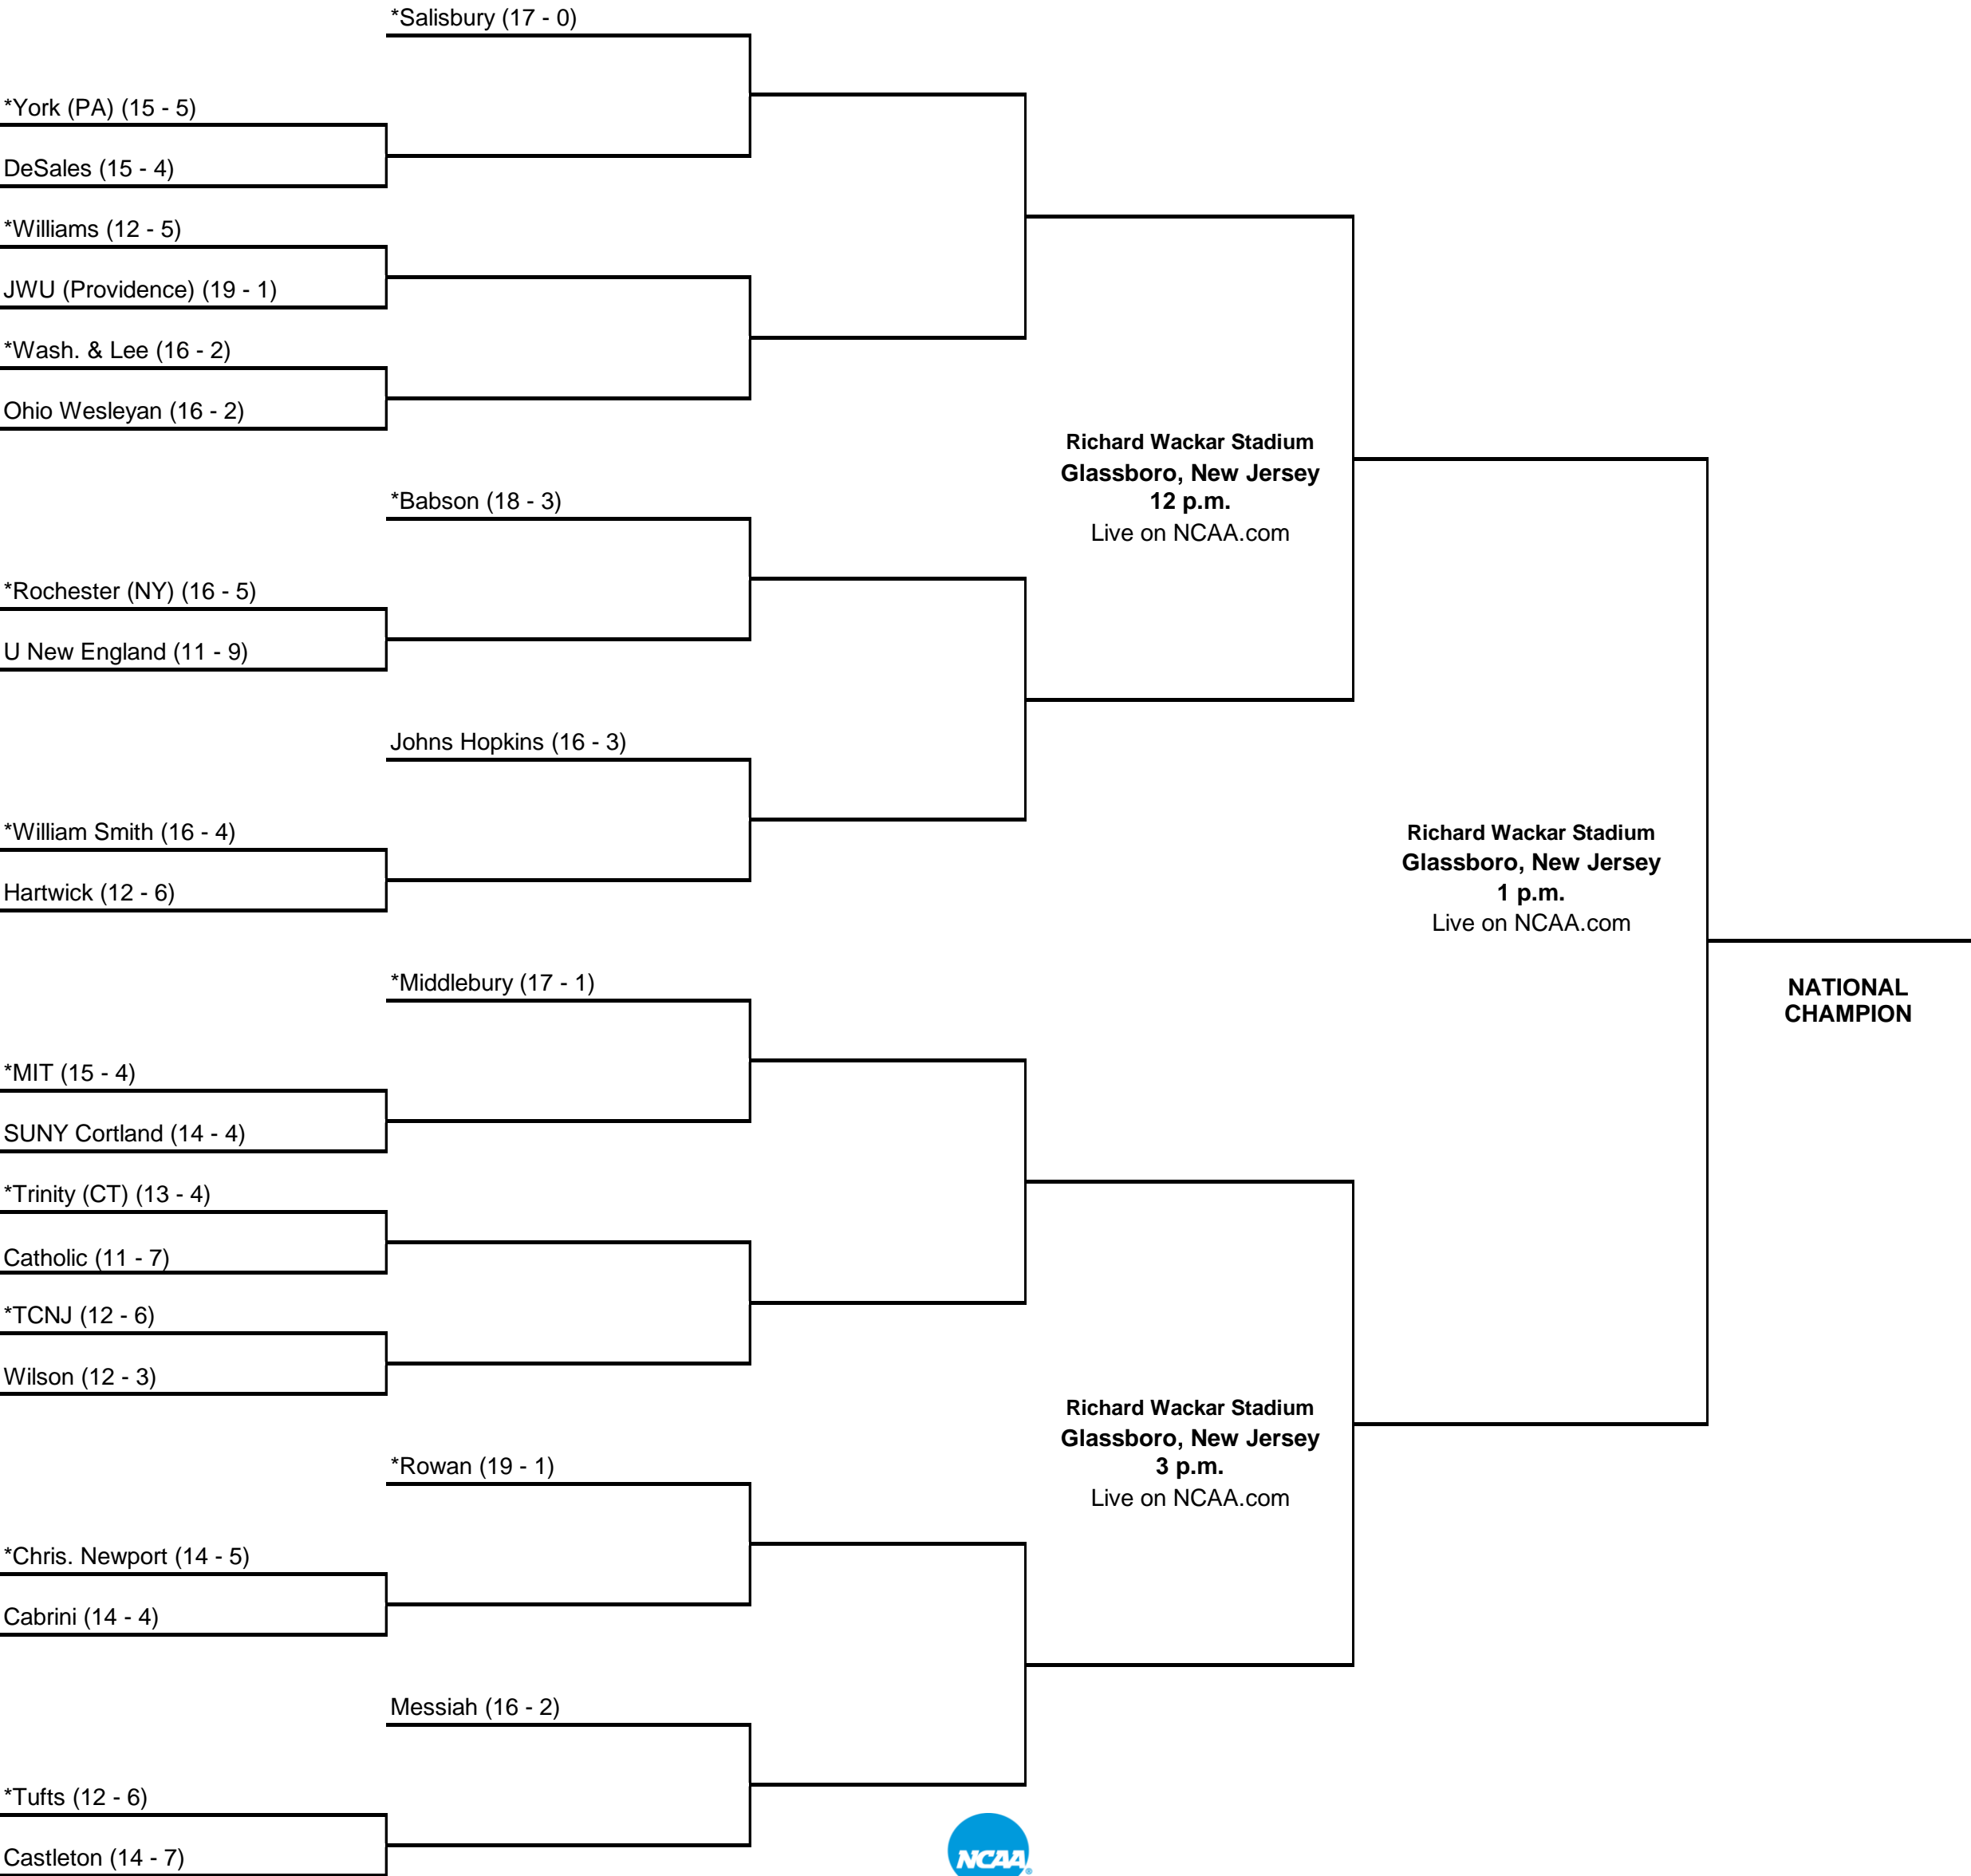 *Salisbury (17 - 0)
*York (PA) (15 - 5)
DeSales (15 - 4)
*Williams (12 - 5)
JWU (Providence) (19 - 1)
*Wash. & Lee (16 - 2)
Ohio Wesleyan (16 - 2)
Richard Wackar Stadium
Glassboro, New Jersey
12 p.m.
Live on NCAA.com
*Babson (18 - 3)
*Rochester (NY) (16 - 5)
U New England (11 - 9)
Johns Hopkins (16 - 3)
*William Smith (16 - 4)
Hartwick (12 - 6)
Richard Wackar Stadium
Glassboro, New Jersey
1 p.m.
Live on NCAA.com
*Middlebury (17 - 1)
NATIONAL
CHAMPION
*MIT (15 - 4)
SUNY Cortland (14 - 4)
*Trinity (CT) (13 - 4)
Catholic (11 - 7)
*TCNJ (12 - 6)
Wilson (12 - 3)
Richard Wackar Stadium
Glassboro, New Jersey
3 p.m.
Live on NCAA.com
*Rowan (19 - 1)
*Chris. Newport (14 - 5)
Cabrini (14 - 4)
Messiah (16 - 2)
*Tufts (12 - 6)
Castleton (14 - 7)
NCAA®